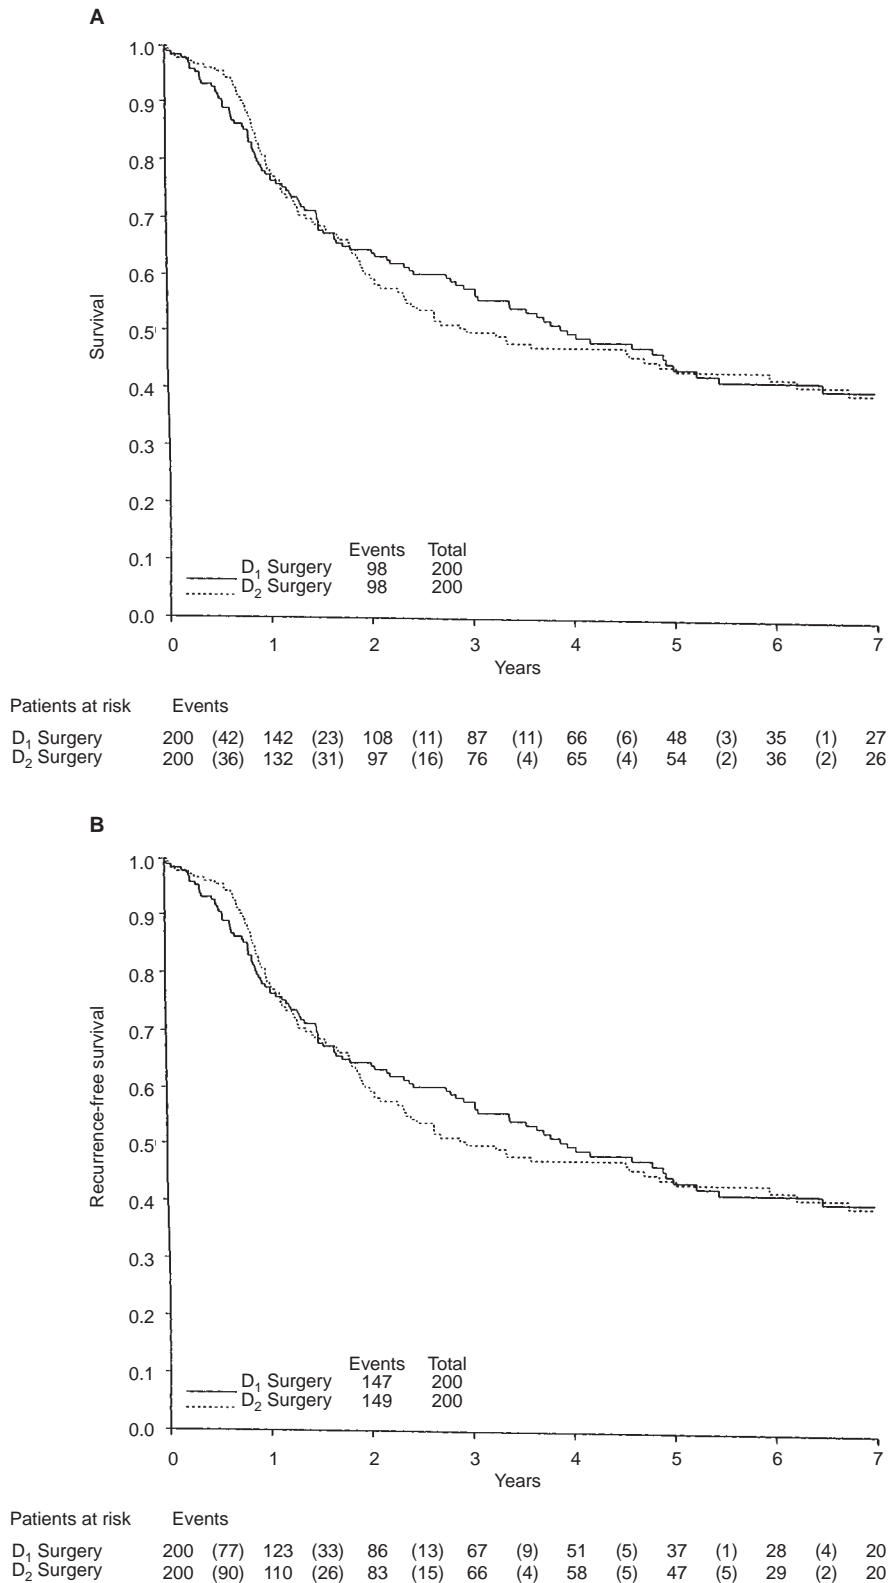 A
1.0
0.9
0.8
0.7
0.6
0.5
0.4
0.3
0.2
0.1
0.0
Survival
Events Total
D1 Surgery 98 200
D2 Surgery 98 200
0 1 2 3 4 5 6 7
Years
Patients at risk Events
D1 Surgery 200 (42) 142 (23) 108 (11) 87 (11) 66 (6) 48 (3) 35 (1) 27
D2 Surgery 200 (36) 132 (31) 97 (16) 76 (4) 65 (4) 54 (2) 36 (2) 26
B
1.0
0.9
0.8
0.7
0.6
0.5
0.4
0.3
0.2
0.1
0.0
Recurrence-free survival
Events Total
D1 Surgery 147 200
D2 Surgery 149 200
0 1 2 3 4 5 6 7
Years
Patients at risk Events
D1 Surgery 200 (77) 123 (33) 86 (13) 67 (9) 51 (5) 37 (1) 28 (4) 20
D2 Surgery 200 (90) 110 (26) 83 (15) 66 (4) 58 (5) 47 (5) 29 (2) 20